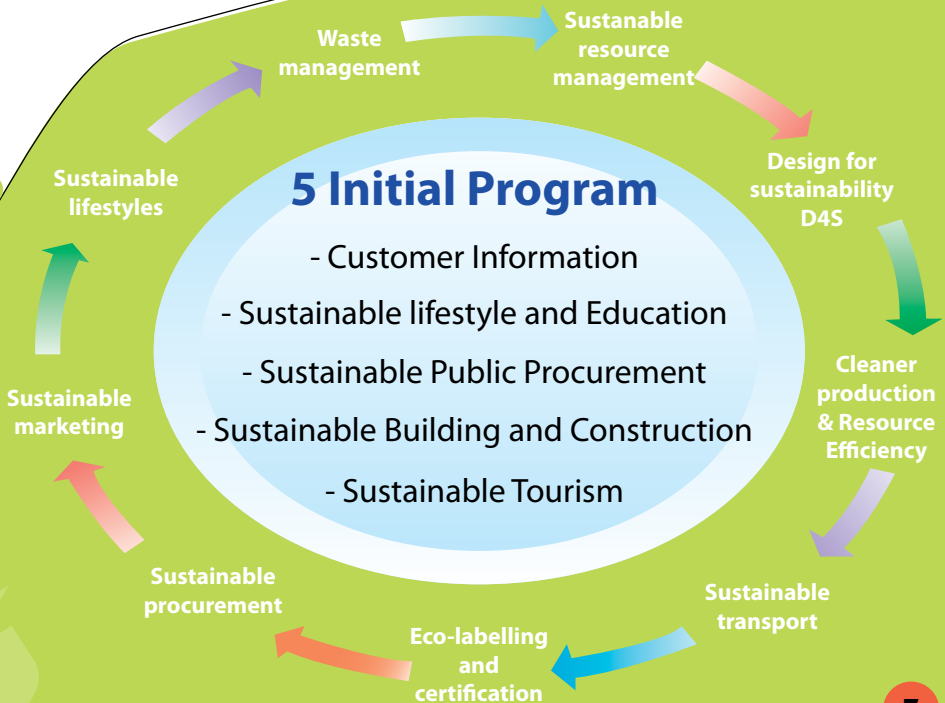 Waste
management
Sustanable
resource
management
Design for
sustainability
D4S
Cleaner
production
& Resource
Efficiency
Sustainable
transport
Eco-labelling
and
certification
Sustainable
procurement
Sustainable
marketing
Sustainable
lifestyles
5 Initial Program
- Customer Information
- Sustainable lifestyle and Education
- Sustainable Public Procurement
- Sustainable Building and Construction
- Sustainable Tourism